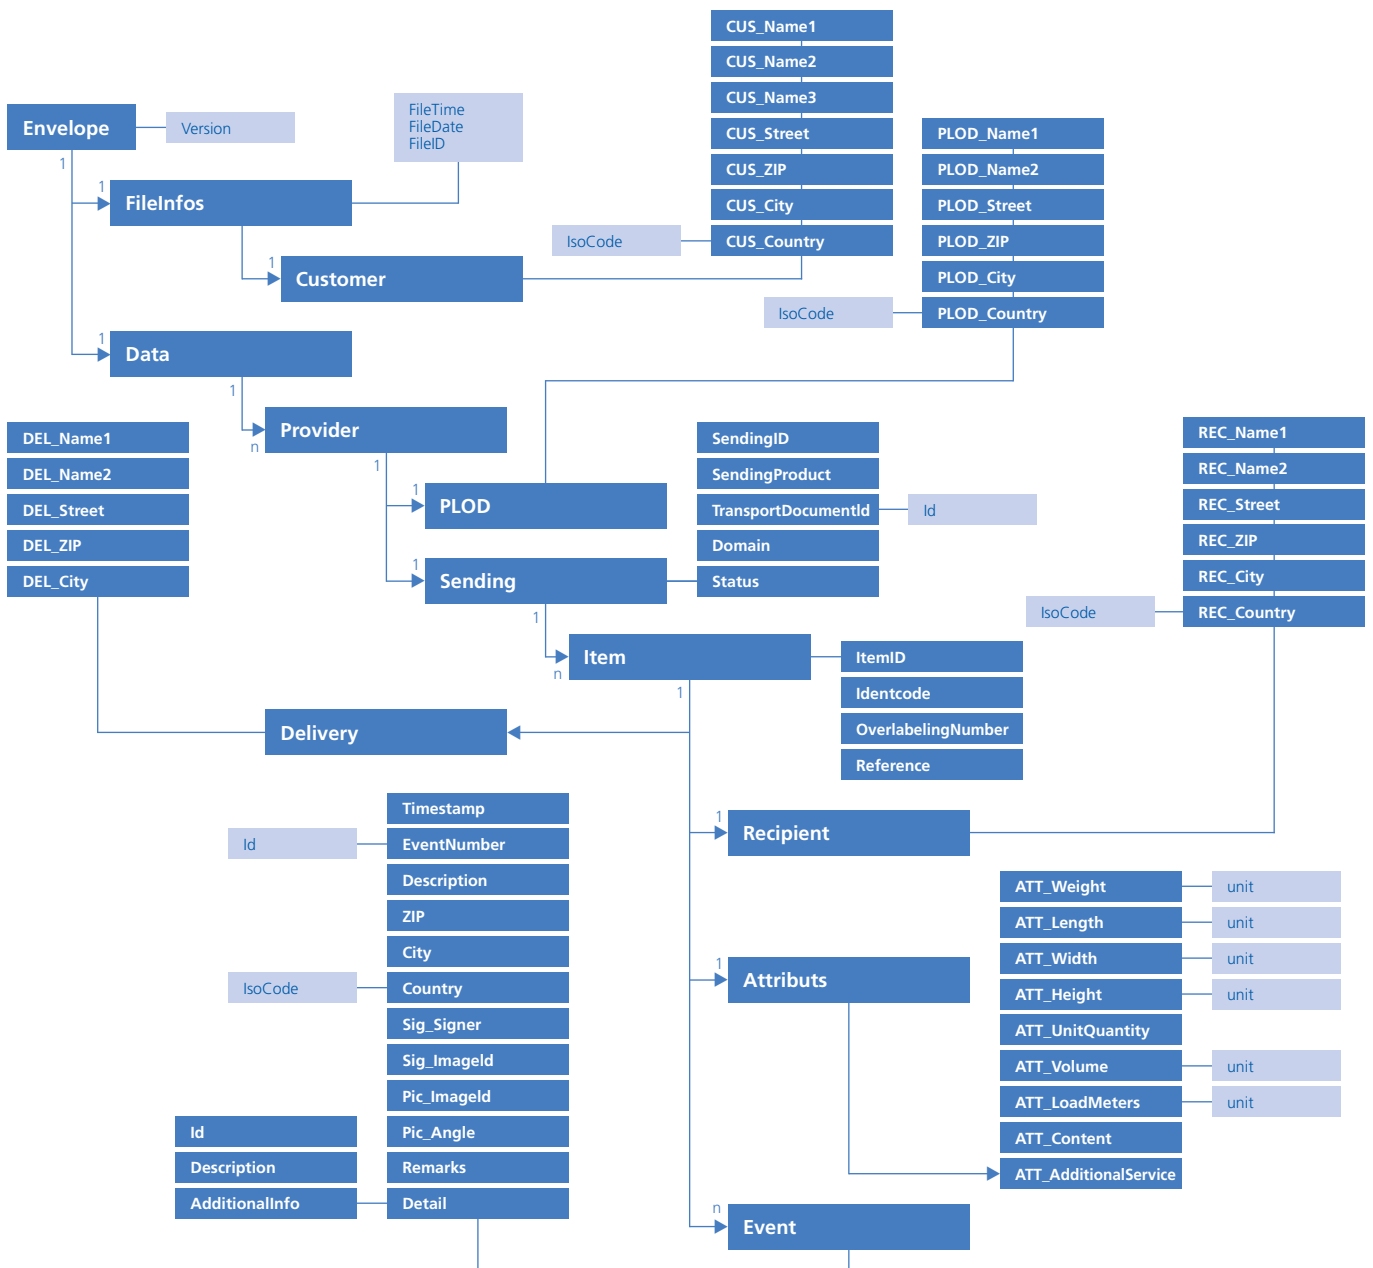 CUS_Name1
CUS_Name2
CUS_Name3
CUS_Street
CUS_ZIP
CUS_City
IsoCode
CUS_Country
FileTime
FileDate
FileID
Envelope
Version
1
1
FileInfos
1
Customer
PLOD_Name1
PLOD_Name2
PLOD_Street
PLOD_ZIP
PLOD_City
IsoCode
PLOD_Country
1
Data
1
n
Provider
1
DEL_Name1
DEL_Name2
DEL_Street
DEL_ZIP
DEL_City
1
PLOD
1
Sending
1
SendingID
SendingProduct
TransportDocumentId
Id
Domain
Status
REC_Name1
REC_Name2
REC_Street
REC_ZIP
REC_City
IsoCode
REC_Country
n
Item
1
ItemID
Identcode
OverlabelingNumber
Reference
Delivery
1
Recipient
Timestamp
Id
EventNumber
Description
ZIP
City
IsoCode
Country
Sig_Signer
Sig_ImageId
Pic_ImageId
Id
Pic_Angle
Description
Remarks
AdditionalInfo
Detail
1
Attributs
ATT_Weight
unit
ATT_Length
unit
ATT_Width
unit
ATT_Height
unit
ATT_UnitQuantity
ATT_Volume
unit
ATT_LoadMeters
unit
ATT_Content
ATT_AdditionalService
n
Event